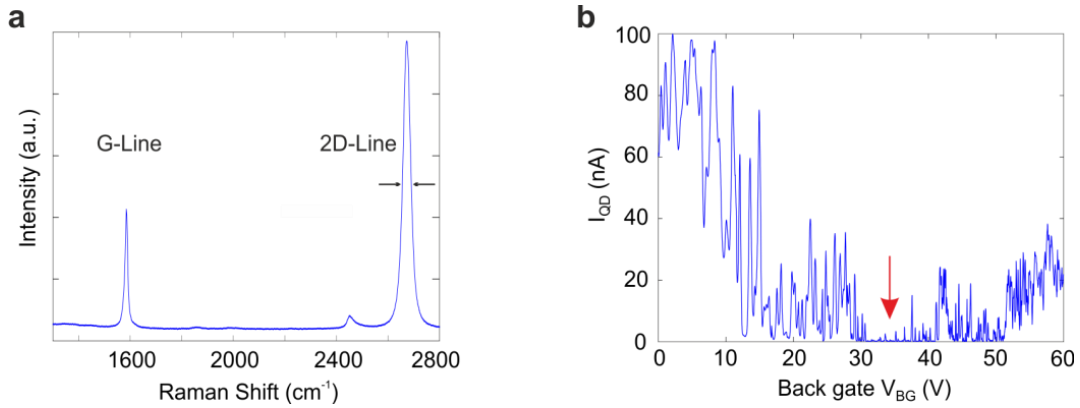 a
G-Line
2D-Line
Intensity (a.u.)
1600
2000
2400
2800
Raman Shift (cm⁻¹)
b
100
80
60
40
20
0
I_QD (nA)
0
10
20
30
40
50
60
Back gate V_BG (V)